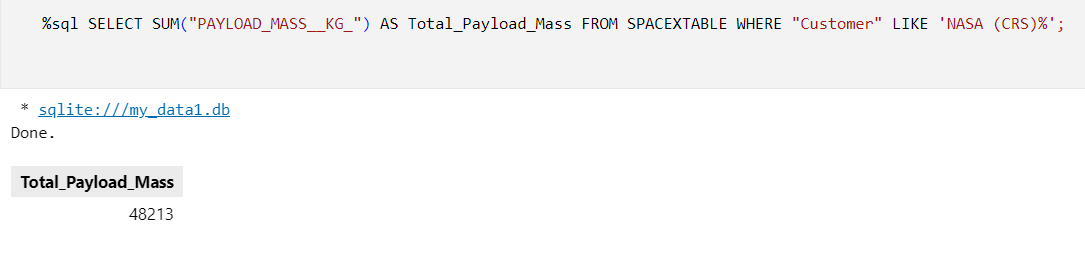 %sql SELECT SUM("PAYLOAD_MASS__KG_") AS Total_Payload_Mass FROM SPACEXTABLE WHERE "Customer" LIKE 'NASA (CRS)%';
* sqlite:///my_data1.db
Done.
Total_Payload_Mass
48213